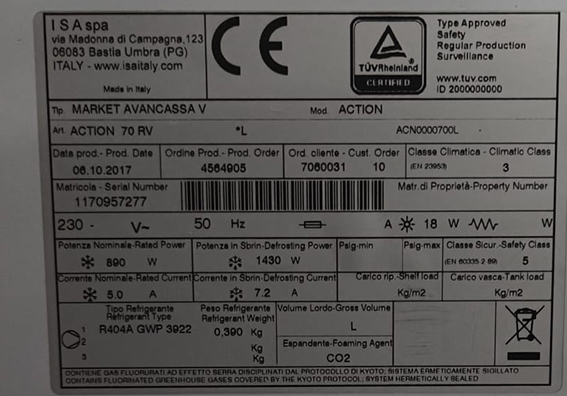 I S A spa
via Madonna di Campagna,123
06083 Bastia Umbra (PG)
ITALY - www.isaitaly.com
Made in Italy
CE
TÜVRheinland
CERTIFIED
Type Approved
Safety
Regular Production
Surveillance
www.tuv.com
ID 2000000000
Tip. MARKET AVANCASSA V Mod. ACTION
Art. ACTION 70 RV *L ACN0000700L
Data prod.- Prod. Date Ordine Prod.- Prod. Order Ord. cliente - Cust. Order Classe Climatica - Climatic Class
06.10.2017 4564905 7060031 10 (EN 23953) 3
Matricola - Serial Number Matr.di Proprietà-Property Number
1170957277
230 - V~ 50 Hz A 18 W W
Potenza Nominale-Rated Power Potenza in Sbrin-Defrosting Power Psig-min Psig-max Classe Sicur.-Safety Class
890 W 1430 W (EN 60335 2 89) 5
Corrente Nominale-Rated Current Corrente in Sbrin-Defrosting Current Carico rip.-Shelf load Carico vasca-Tank load
5.0 A 7.2 A Kg/m2 Kg/m2
Tipo Refrigerante Peso Refrigerante Volume Lordo-Gross Volume
Refrigerant Type Refrigerant Weight
1 R404A GWP 3922 0,390 Kg L
2 Kg Espandente-Foaming Agent
3 Kg CO2
CONTIENE GAS FLUORURATI AD EFFETTO SERRA DISCIPLINATI DAL PROTOCOLLO DI KYOTO; SISTEMA ERMETICAMENTE SIGILLATO
CONTAINS FLUORINATED GREENHOUSE GASES COVERED BY THE KYOTO PROTOCOL; SYSTEM HERMETICALLY SEALED